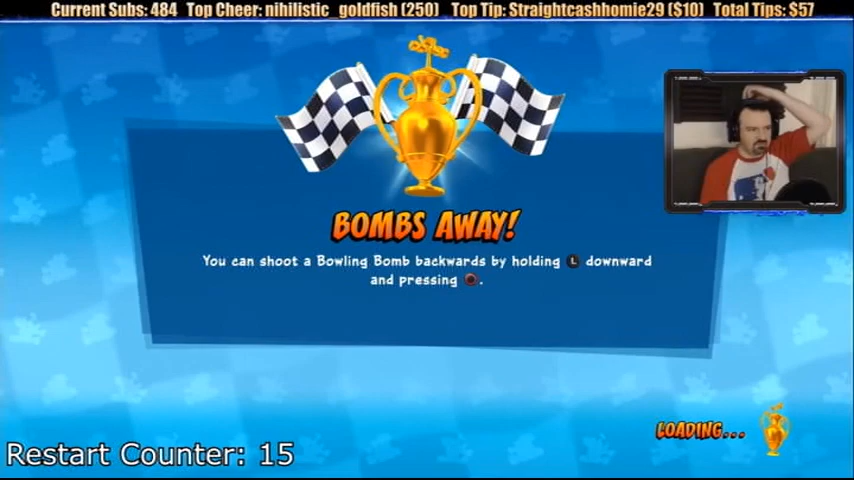 Current Subs: 484 Top Cheer: nihilistic_goldfish (250) Top Tip: Straightcashhomie29 ($10) Total Tips: $57
BOMBS AWAY!
You can shoot a Bowling Bomb backwards by holding L downward
and pressing .
LOADING...
Restart Counter: 15